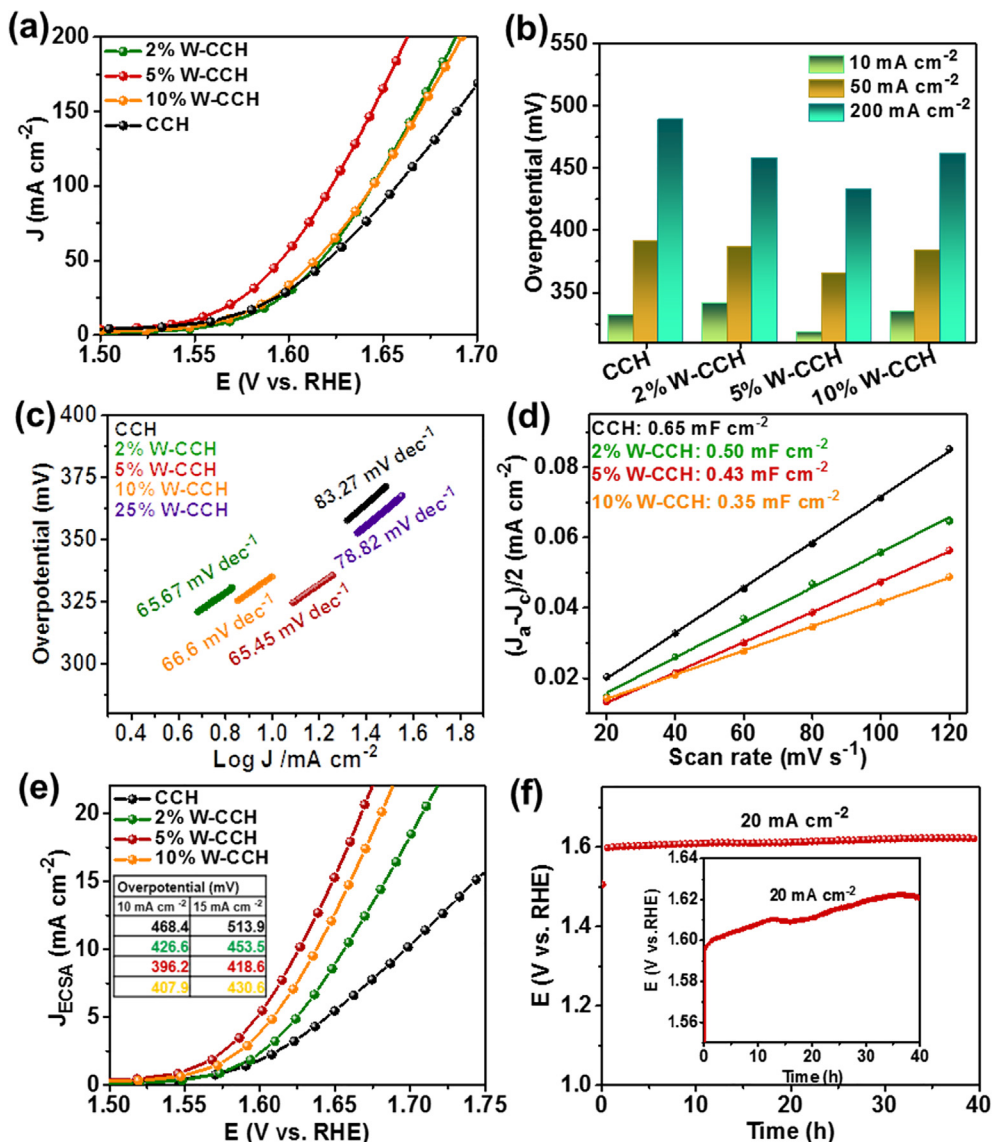 (a)
2% W-CCH
5% W-CCH
10% W-CCH
CCH
J (mA cm-2)
200
150
100
50
0
1.50 1.55 1.60 1.65 1.70
E (V vs. RHE)
(b)
10 mA cm-2
50 mA cm-2
200 mA cm-2
Overpotential (mV)
550
500
450
400
350
CCH
2% W-CCH
5% W-CCH
10% W-CCH
(c)
CCH
2% W-CCH
5% W-CCH
10% W-CCH
25% W-CCH
83.27 mV dec-1
78.82 mV dec-1
65.67 mV dec-1
66.6 mV dec-1
65.45 mV dec-1
Overpotential (mV)
400
375
350
325
300
0.4 0.6 0.8 1.0 1.2 1.4 1.6 1.8
Log J /mA cm-2
(d)
CCH: 0.65 mF cm-2
2% W-CCH: 0.50 mF cm-2
5% W-CCH: 0.43 mF cm-2
10% W-CCH: 0.35 mF cm-2
(Ja-Jc)/2 (mA cm-2)
0.08
0.06
0.04
0.02
20 40 60 80 100 120
Scan rate (mV s-1)
(e)
CCH
2% W-CCH
5% W-CCH
10% W-CCH
Overpotential (mV)
10 mA cm -2 15 mA cm -2
468.4 513.9
426.6 453.5
396.2 418.6
407.9 430.6
JECSA (mA cm-2)
20
15
10
5
0
1.50 1.55 1.60 1.65 1.70 1.75
E (V vs. RHE)
(f)
20 mA cm-2
E (V vs. RHE)
1.6
1.4
1.2
1.0
0 10 20 30 40
Time (h)
20 mA cm-2
E (V vs.RHE)
1.64
1.62
1.60
1.58
1.56
0 10 20 30 40
Time (h)